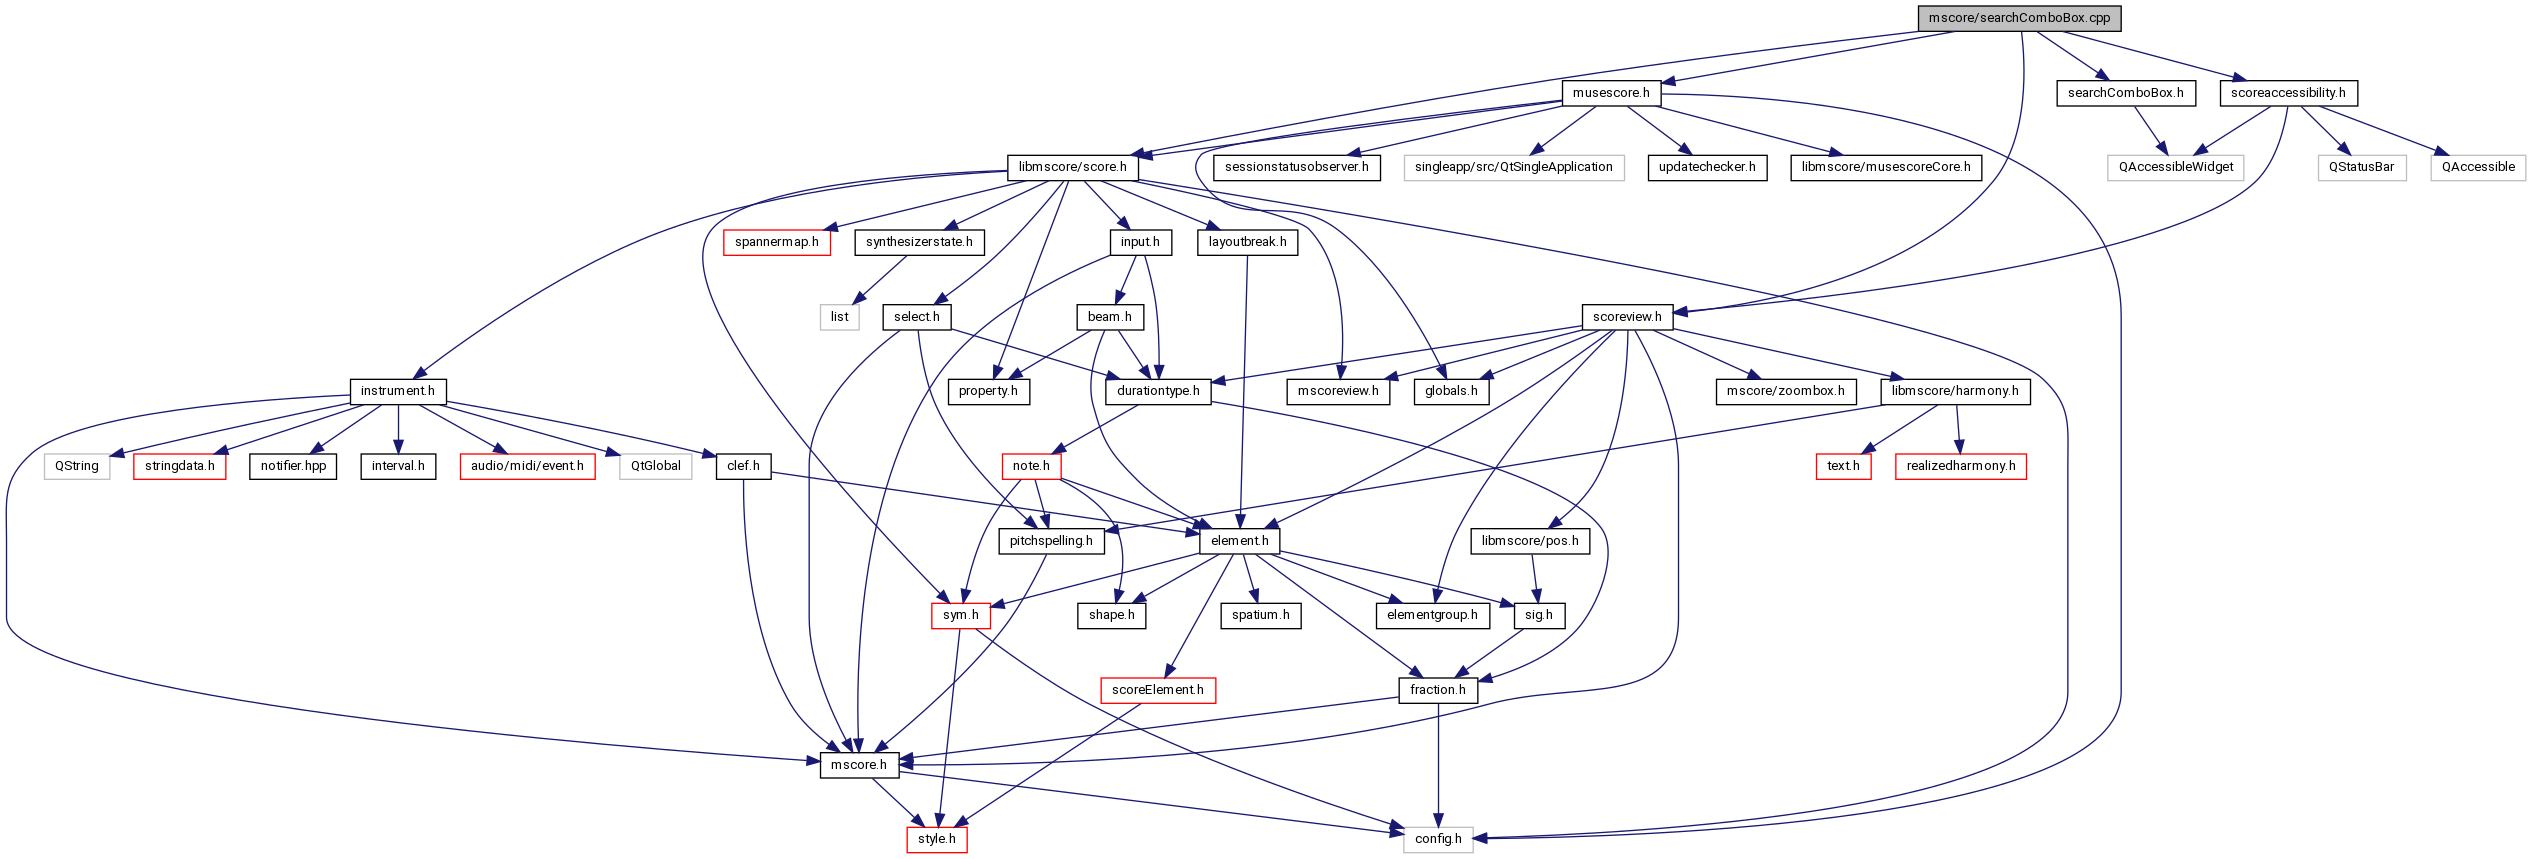 mscore/searchComboBox.cpp
musescore.h
searchComboBox.h
scoreaccessibility.h
libmscore/score.h
sessionstatusobserver.h
singleapp/src/QtSingleApplication
updatechecker.h
libmscore/musescoreCore.h
QAccessibleWidget
QStatusBar
QAccessible
spannermap.h
synthesizerstate.h
input.h
layoutbreak.h
list
select.h
beam.h
scoreview.h
instrument.h
property.h
durationtype.h
mscoreview.h
globals.h
mscore/zoombox.h
libmscore/harmony.h
QString
stringdata.h
notifier.hpp
interval.h
audio/midi/event.h
QtGlobal
clef.h
note.h
text.h
realizedharmony.h
pitchspelling.h
element.h
libmscore/pos.h
sym.h
shape.h
spatium.h
elementgroup.h
sig.h
scoreElement.h
fraction.h
mscore.h
style.h
config.h